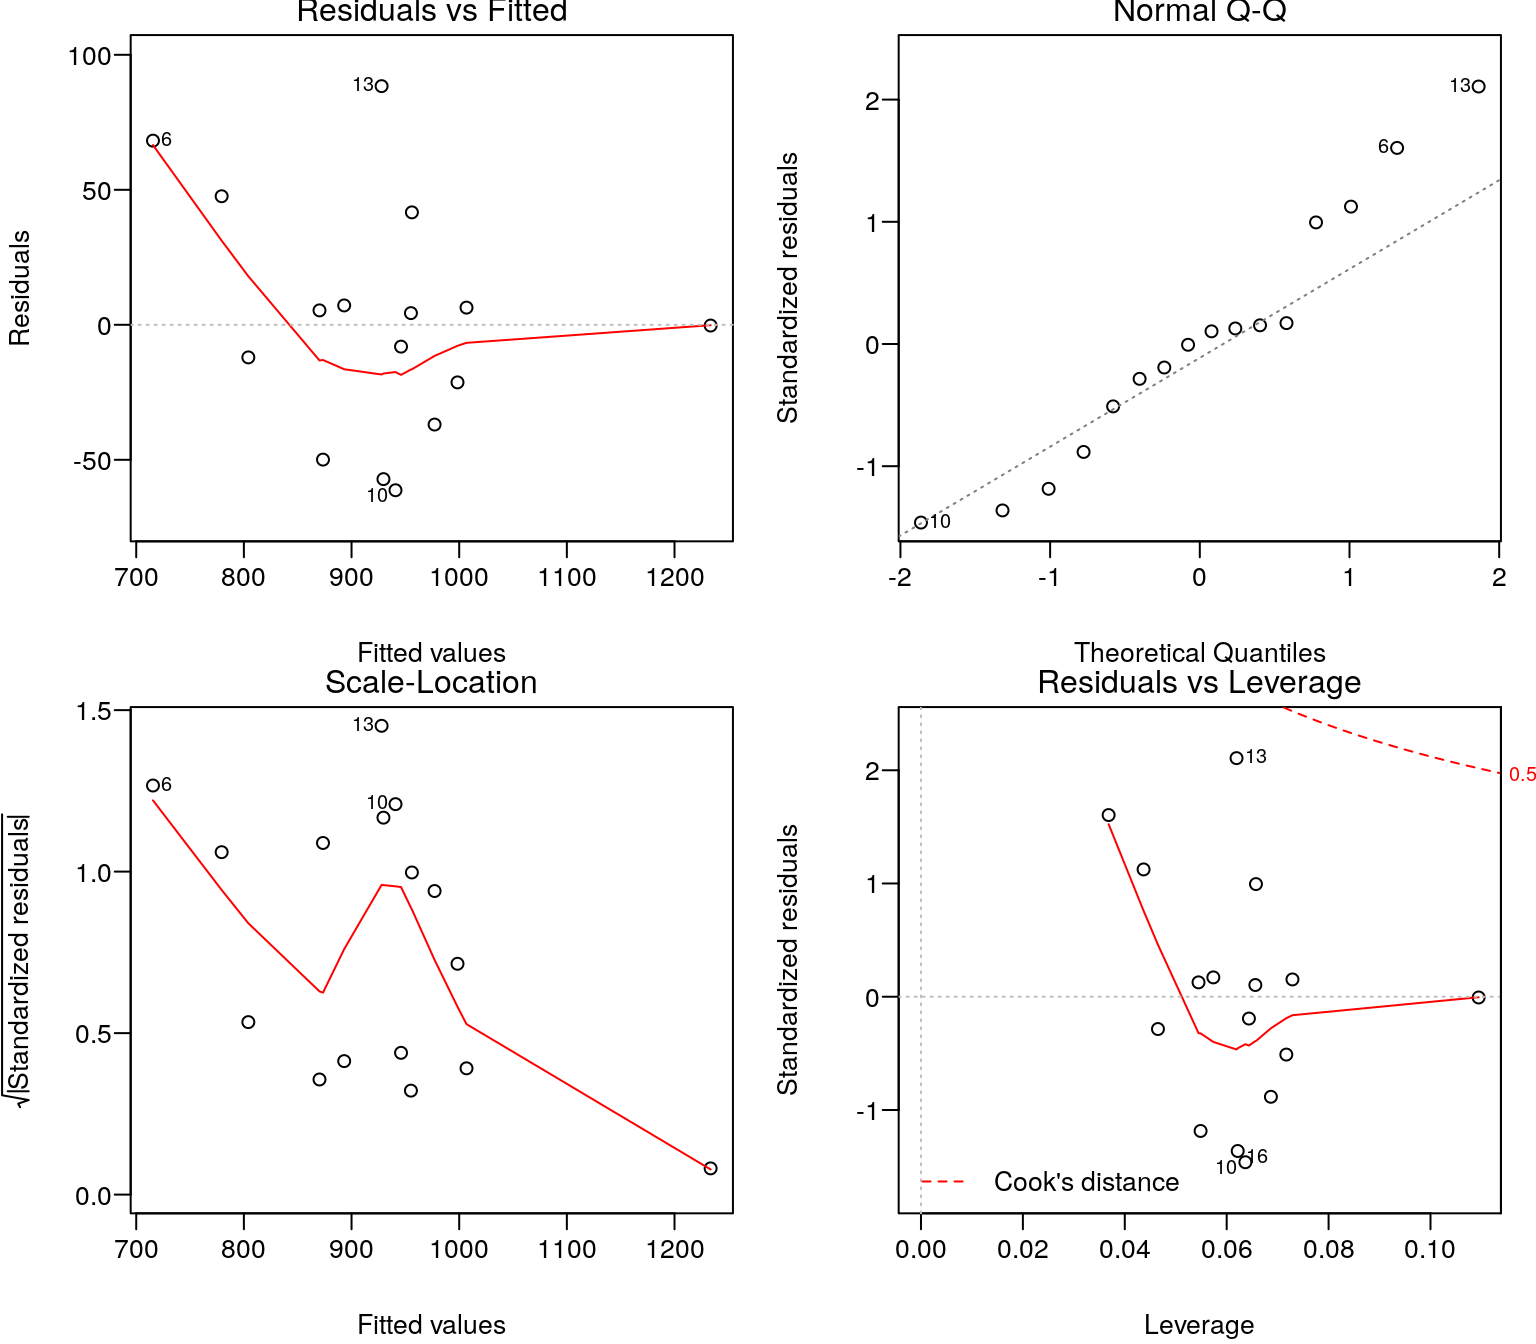 Residuals vs Fitted
100
50
0
-50
Residuals
13
6
10
700 800 900 1000 1100 1200
Fitted values
Normal Q-Q
2
1
0
-1
Standardized residuals
13
6
10
-2 -1 0 1 2
Theoretical Quantiles
Scale-Location
1.5
1.0
0.5
0.0
√|Standardized residuals|
13
6
10
700 800 900 1000 1100 1200
Fitted values
Residuals vs Leverage
2
1
0
-1
Standardized residuals
13
0.5
16
10
Cook's distance
0.00 0.02 0.04 0.06 0.08 0.10
Leverage